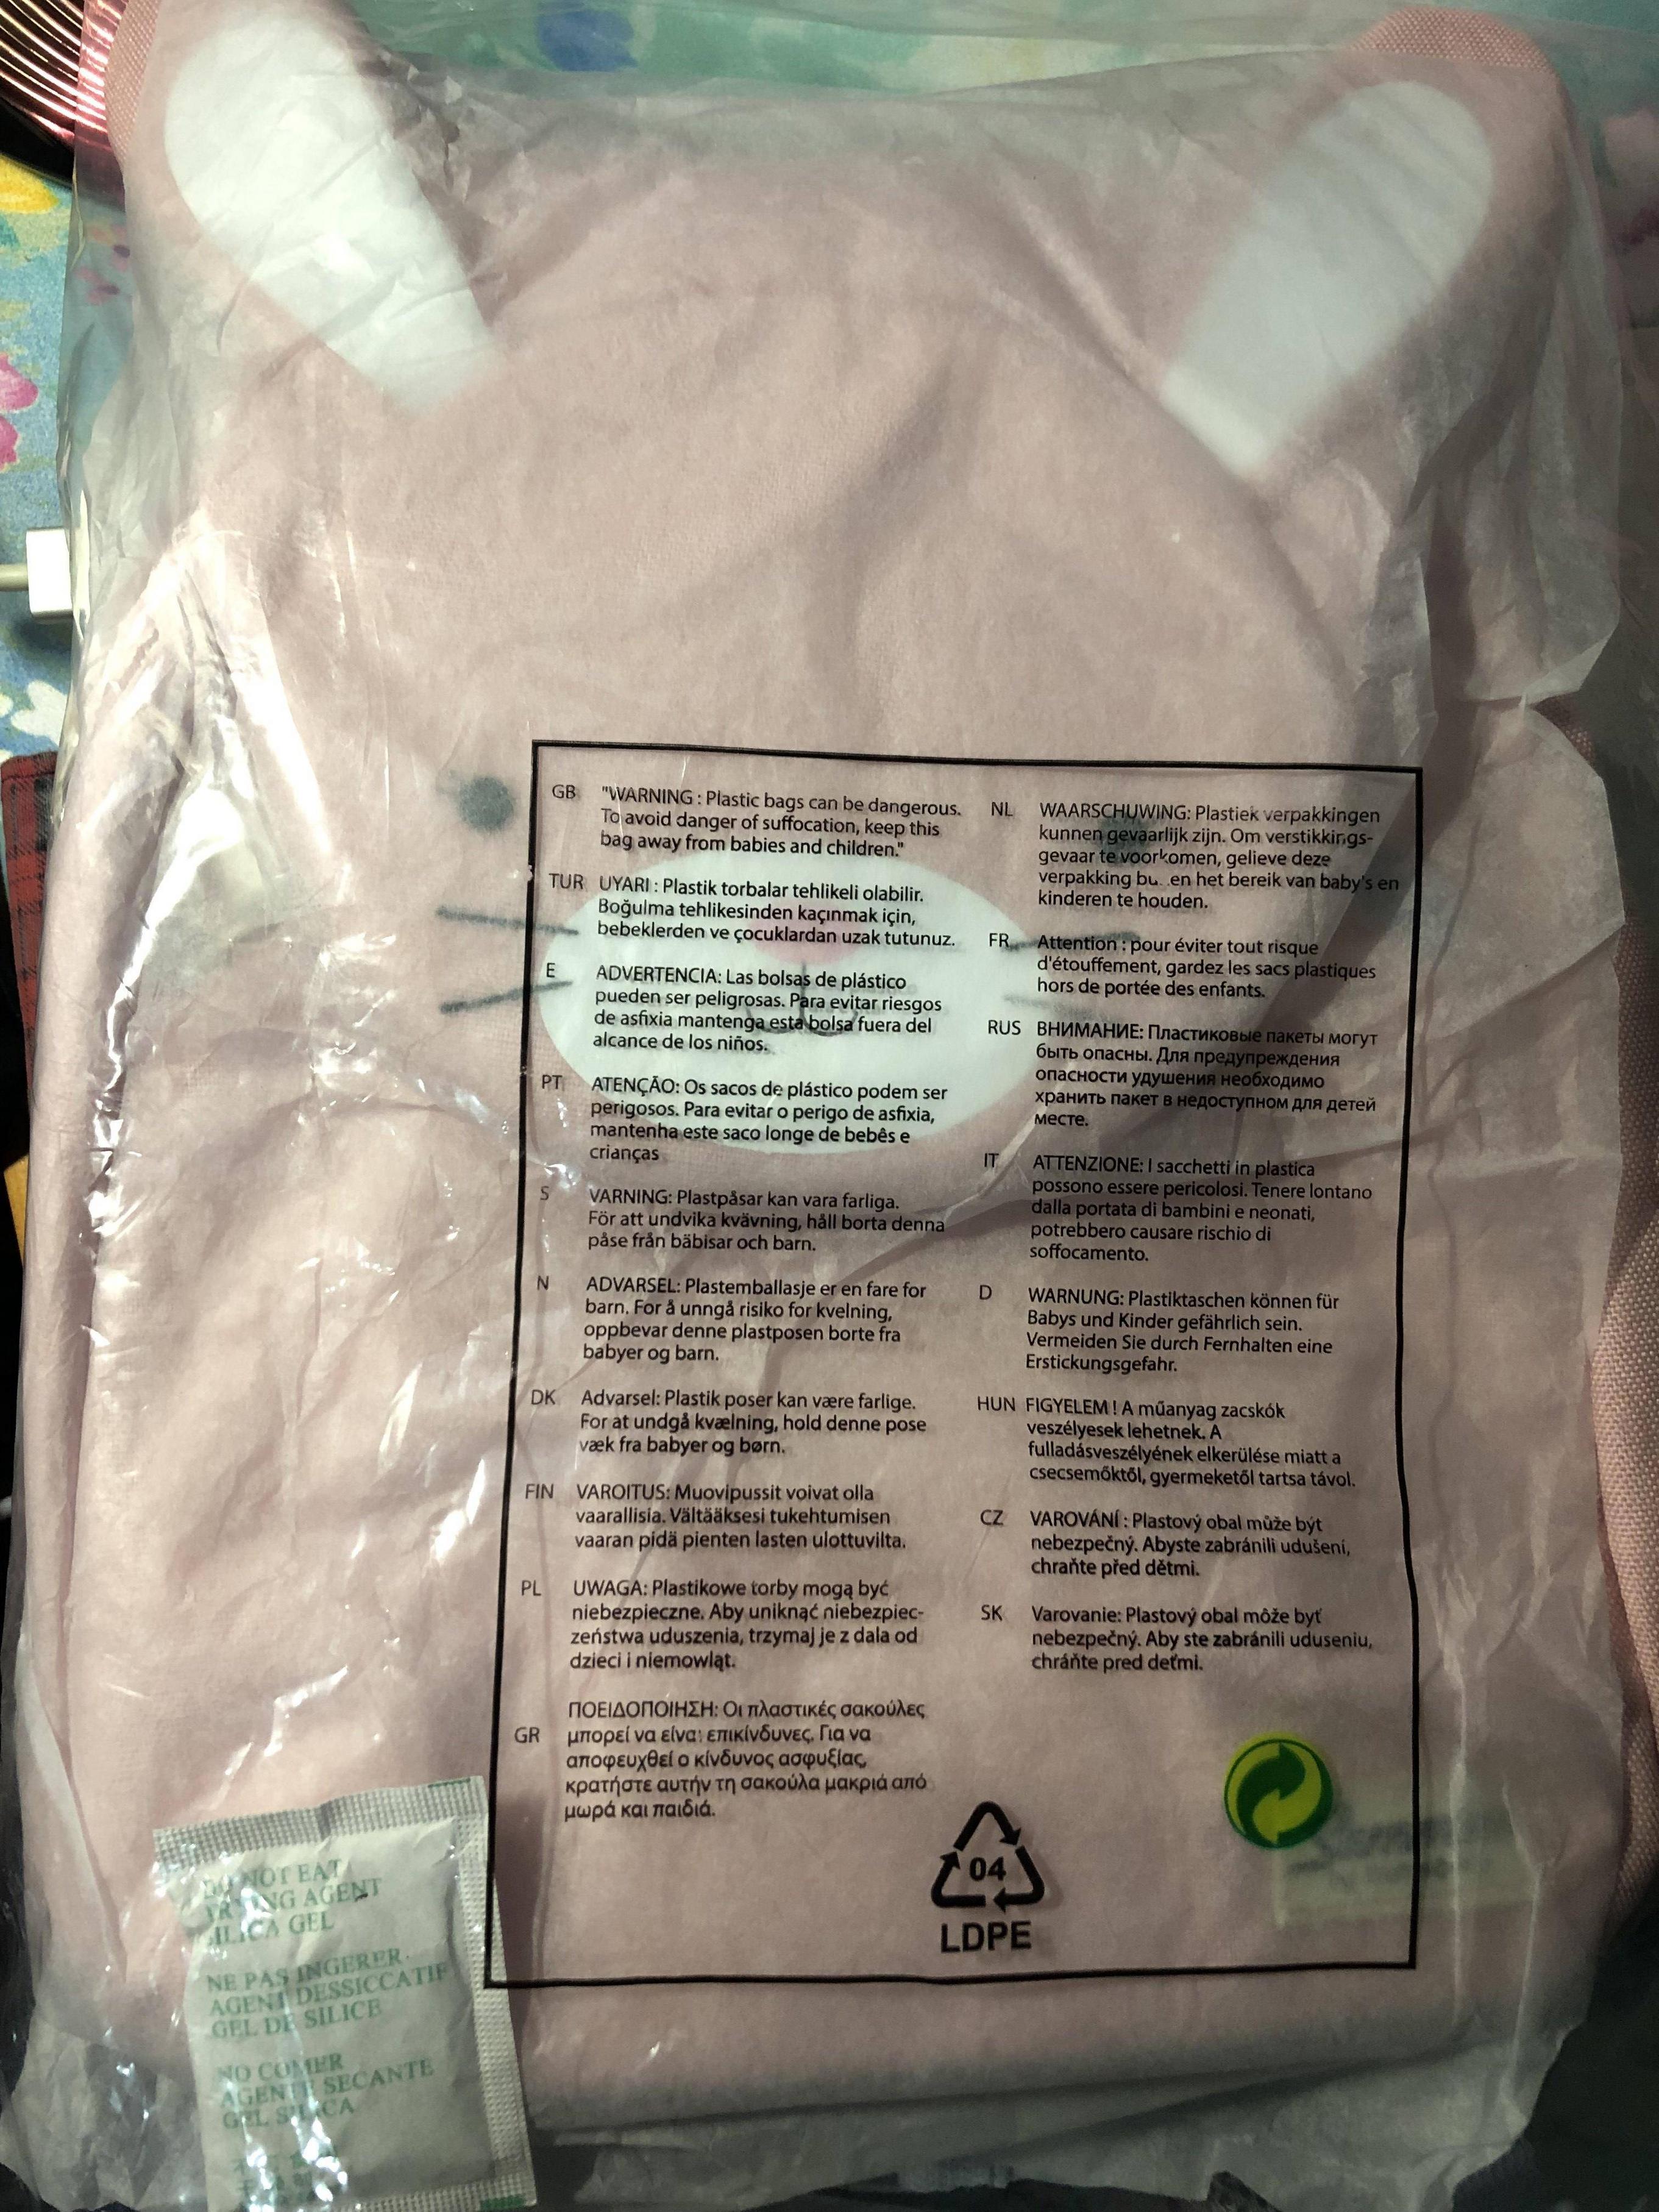 GB "WARNING : Plastic bags can be dangerous.
To avoid danger of suffocation, keep this
bag away from babies and children."
TUR UYARI : Plastik torbalar tehlikeli olabilir.
Boğulma tehlikesinden kaçınmak için,
bebeklerden ve çocuklardan uzak tutunuz.
E ADVERTENCIA: Las bolsas de plástico
pueden ser peligrosas. Para evitar riesgos
de asfixia mantenga esta bolsa fuera del
alcance de los niños.
PT ATENÇÃO: Os sacos de plástico podem ser
perigosos. Para evitar o perigo de asfixia,
mantenha este saco longe de bebês e
crianças
S VARNING: Plastpåsar kan vara farliga.
För att undvika kvävning, håll borta denna
påse från bäbisar och barn.
N ADVARSEL: Plastemballasje er en fare for
barn. For å unngå risiko for kvelning,
oppbevar denne plastposen borte fra
babyer og barn.
DK Advarsel: Plastik poser kan være farlige.
For at undgå kvælning, hold denne pose
væk fra babyer og børn.
FIN VAROITUS: Muovipussit voivat olla
vaarallisia. Vältääksesi tukehtumisen
vaaran pidä pienten lasten ulottuvilta.
PL UWAGA: Plastikowe torby mogą być
niebezpieczne. Aby uniknąć niebezpiec-
zeństwa uduszenia, trzymaj je z dala od
dzieci i niemowląt.
GR ΠΟΕΙΔΟΠΟΙΗΣΗ: Οι πλαστικές σακούλες
μπορεί να είναι επικίνδυνες. Για να
αποφευχθεί ο κίνδυνος ασφυξίας,
κρατήστε αυτήν τη σακούλα μακριά από
μωρά και παιδιά.
NL WAARSCHUWING: Plastiek verpakkingen
kunnen gevaarlijk zijn. Om verstikkings-
gevaar te voorkomen, gelieve deze
verpakking en het bereik van baby's en
kinderen te houden.
FR Attention : pour éviter tout risque
d'étouffement, gardez les sacs plastiques
hors de portée des enfants.
RUS ВНИМАНИЕ: Пластиковые пакеты могут
быть опасны. Для предупреждения
опасности удушения необходимо
хранить пакет в недоступном для детей
месте.
IT ATTENZIONE: I sacchetti in plastica
possono essere pericolosi. Tenere lontano
dalla portata di bambini e neonati,
potrebbero causare rischio di
soffocamento.
D WARNUNG: Plastiktaschen können für
Babys und Kinder gefährlich sein.
Vermeiden Sie durch Fernhalten eine
Erstickungsgefahr.
HUN FIGYELEM ! A műanyag zacskók
veszélyesek lehetnek. A
fulladásveszélyének elkerülése miatt a
csecsemőktől, gyermeketől tartsa távol.
CZ VAROVÁNÍ : Plastový obal může být
nebezpečný. Abyste zabránili udušení,
chraňte před dětmi.
SK Varovanie: Plastový obal môže byť
nebezpečný. Aby ste zabránili uduseniu,
chráňte pred deťmi.
04
LDPE
DO NOT EAT
DRYING AGENT
SILICA GEL
NE PAS INGERER
AGENT DESSICCATIF
GEL DE SILICE
NO COMER
AGENTE SECANTE
GEL SILICA